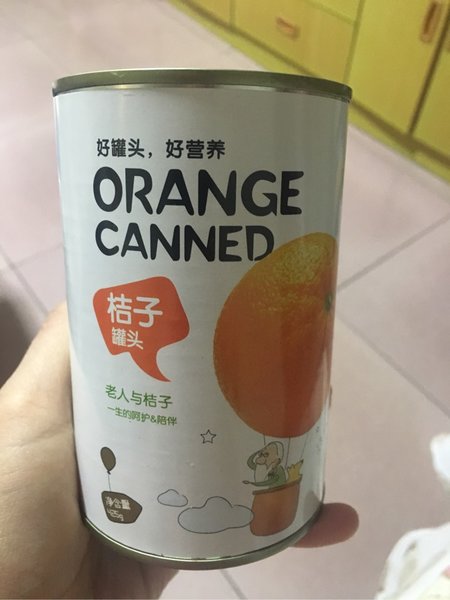 好罐头，好营养
ORANGE
CANNED
桔子
罐头
老人与桔子
一生的呵护&陪伴
净含量
425g